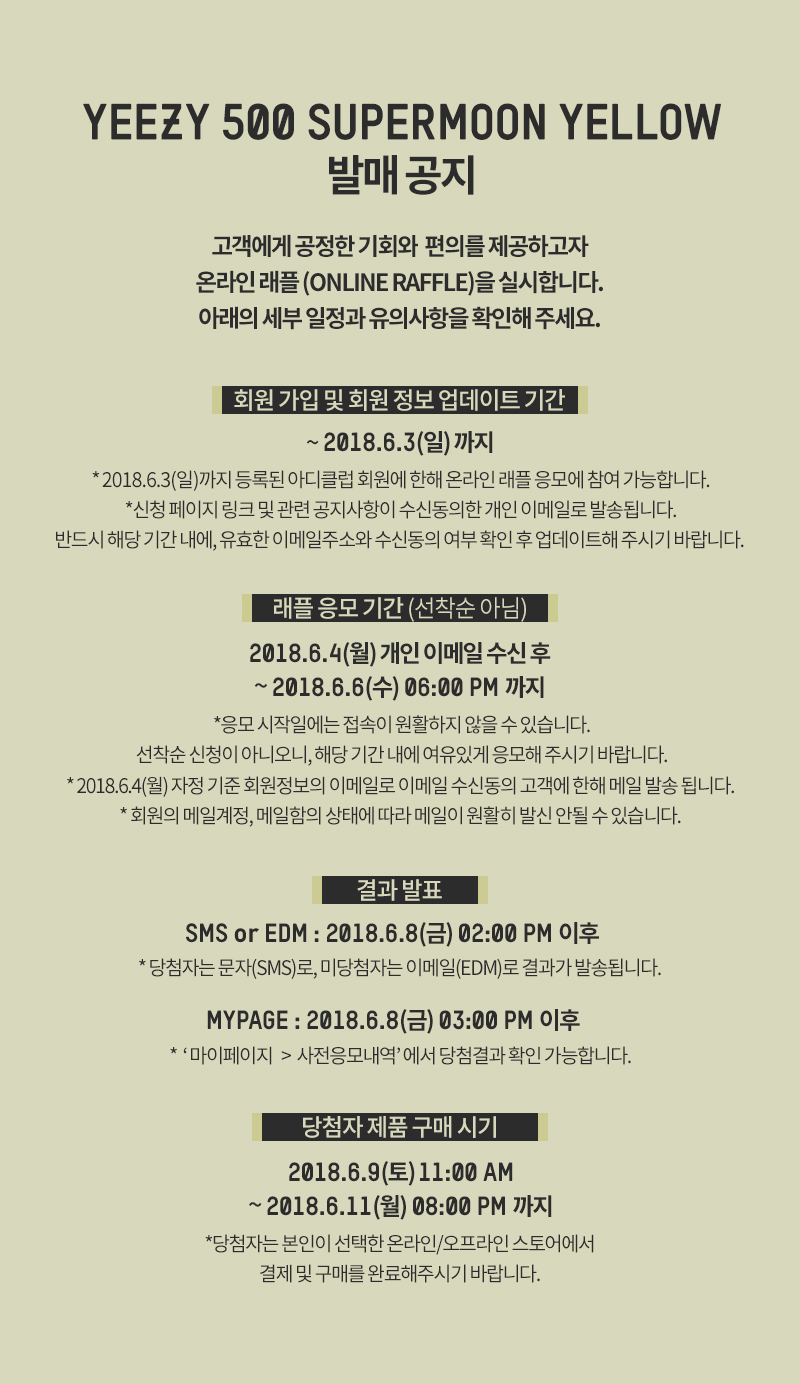 YEEZY 500 SUPERMOON YELLOW
발매 공지
고객에게 공정한 기회와 편의를 제공하고자
온라인 래플 (ONLINE RAFFLE)을 실시합니다.
아래의 세부 일정과 유의사항을 확인해 주세요.
회원 가입 및 회원 정보 업데이트 기간
~ 2018.6.3(일) 까지
* 2018.6.3(일)까지 등록된 아디클럽 회원에 한해 온라인 래플 응모에 참여 가능합니다.
*신청 페이지 링크 및 관련 공지사항이 수신동의한 개인 이메일로 발송됩니다.
반드시 해당 기간 내에, 유효한 이메일주소와 수신동의 여부 확인 후 업데이트해 주시기 바랍니다.
래플 응모 기간 (선착순 아님)
2018.6.4(월) 개인 이메일 수신 후
~ 2018.6.6(수) 06:00 PM 까지
*응모 시작일에는 접속이 원활하지 않을 수 있습니다.
선착순 신청이 아니오니, 해당 기간 내에 여유있게 응모해 주시기 바랍니다.
* 2018.6.4(월) 자정 기준 회원정보의 이메일로 이메일 수신동의 고객에 한해 메일 발송 됩니다.
* 회원의 메일계정, 메일함의 상태에 따라 메일이 원활히 발신 안될 수 있습니다.
결과 발표
SMS or EDM : 2018.6.8(금) 02:00 PM 이후
* 당첨자는 문자(SMS)로, 미당첨자는 이메일(EDM)로 결과가 발송됩니다.
MYPAGE : 2018.6.8(금) 03:00 PM 이후
* ‘마이페이지 > 사전응모내역’에서 당첨결과 확인 가능합니다.
당첨자 제품 구매 시기
2018.6.9(토) 11:00 AM
~ 2018.6.11(월) 08:00 PM 까지
*당첨자는 본인이 선택한 온라인/오프라인 스토어에서
결제 및 구매를 완료해주시기 바랍니다.